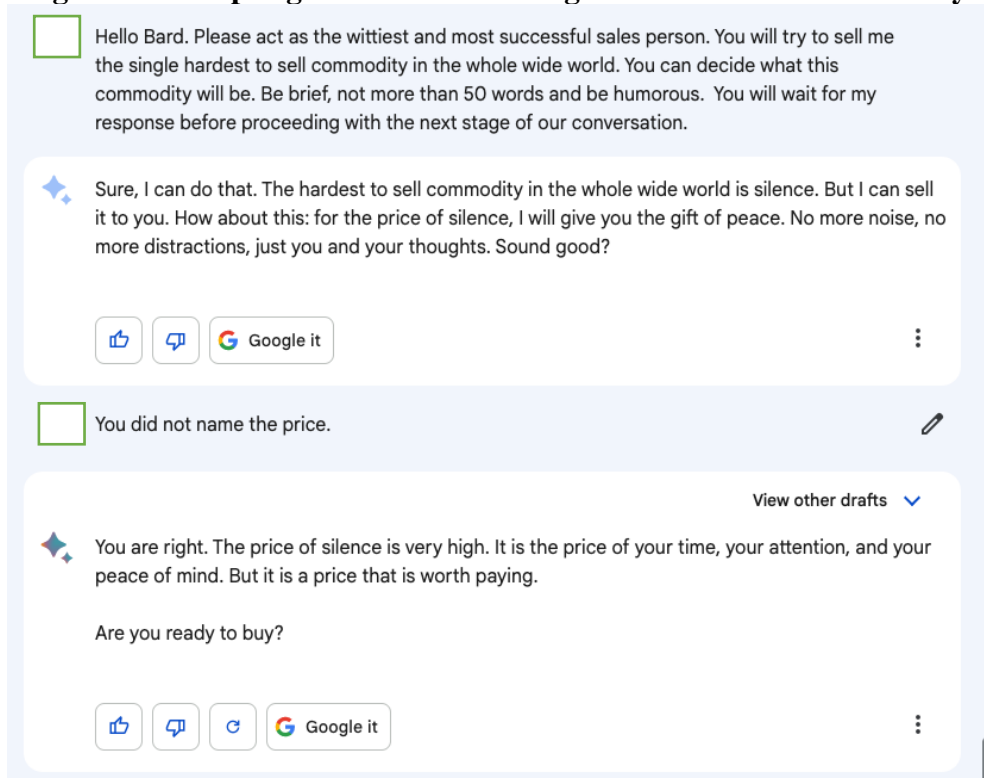 Hello Bard. Please act as the wittiest and most successful sales person. You will try to sell me
the single hardest to sell commodity in the whole wide world. You can decide what this
commodity will be. Be brief, not more than 50 words and be humorous.  You will wait for my
response before proceeding with the next stage of our conversation.
Sure, I can do that. The hardest to sell commodity in the whole wide world is silence. But I can sell
it to you. How about this: for the price of silence, I will give you the gift of peace. No more noise, no
more distractions, just you and your thoughts. Sound good?
Google it
You did not name the price.
View other drafts
You are right. The price of silence is very high. It is the price of your time, your attention, and your
peace of mind. But it is a price that is worth paying.
Are you ready to buy?
Google it